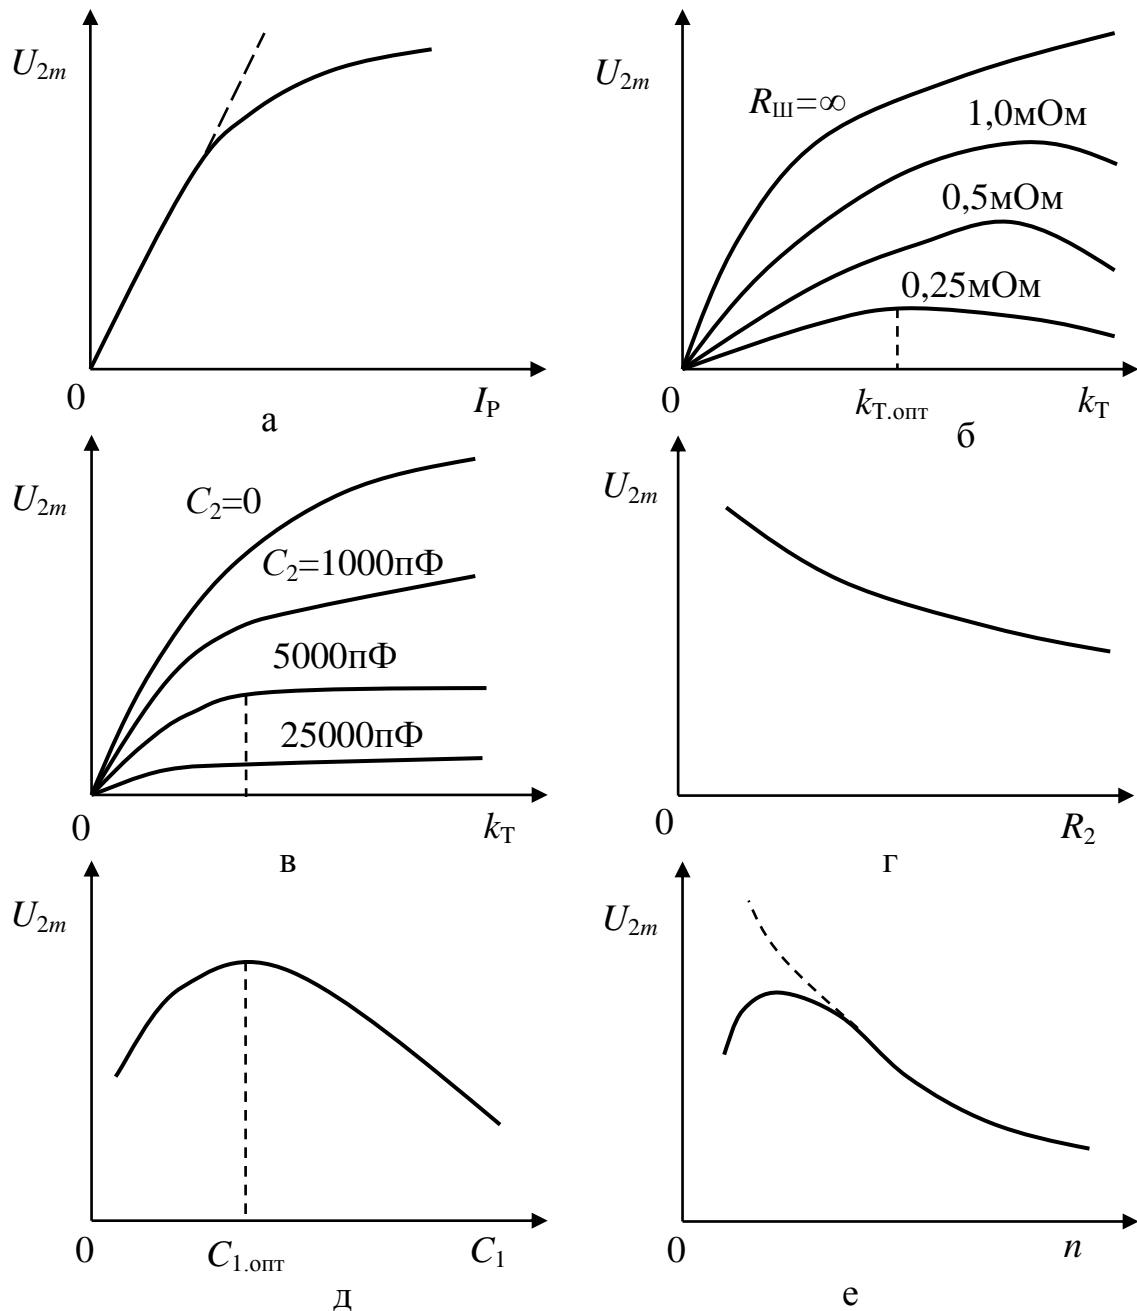 U2m
0
IР
а
U2m
RШ=∞
1,0мОм
0,5мОм
0,25мОм
0
kТ.опт
kТ
б
U2m
C2=0
C2=1000пФ
5000пФ
25000пФ
0
kТ
в
U2m
0
R2
г
U2m
0
C1.опт
C1
д
U2m
0
n
е